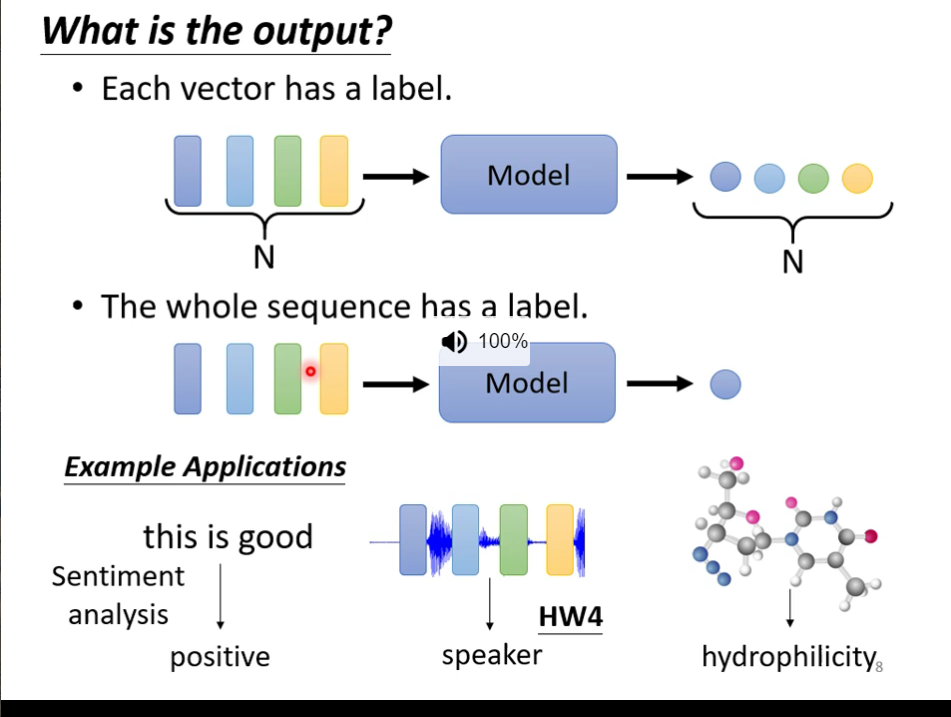 What is the output?
• Each vector has a label.
Model
N
N
• The whole sequence has a label.
100%
Model
Example Applications
this is good
Sentiment
analysis
positive
HW4
speaker
hydrophilicity
8